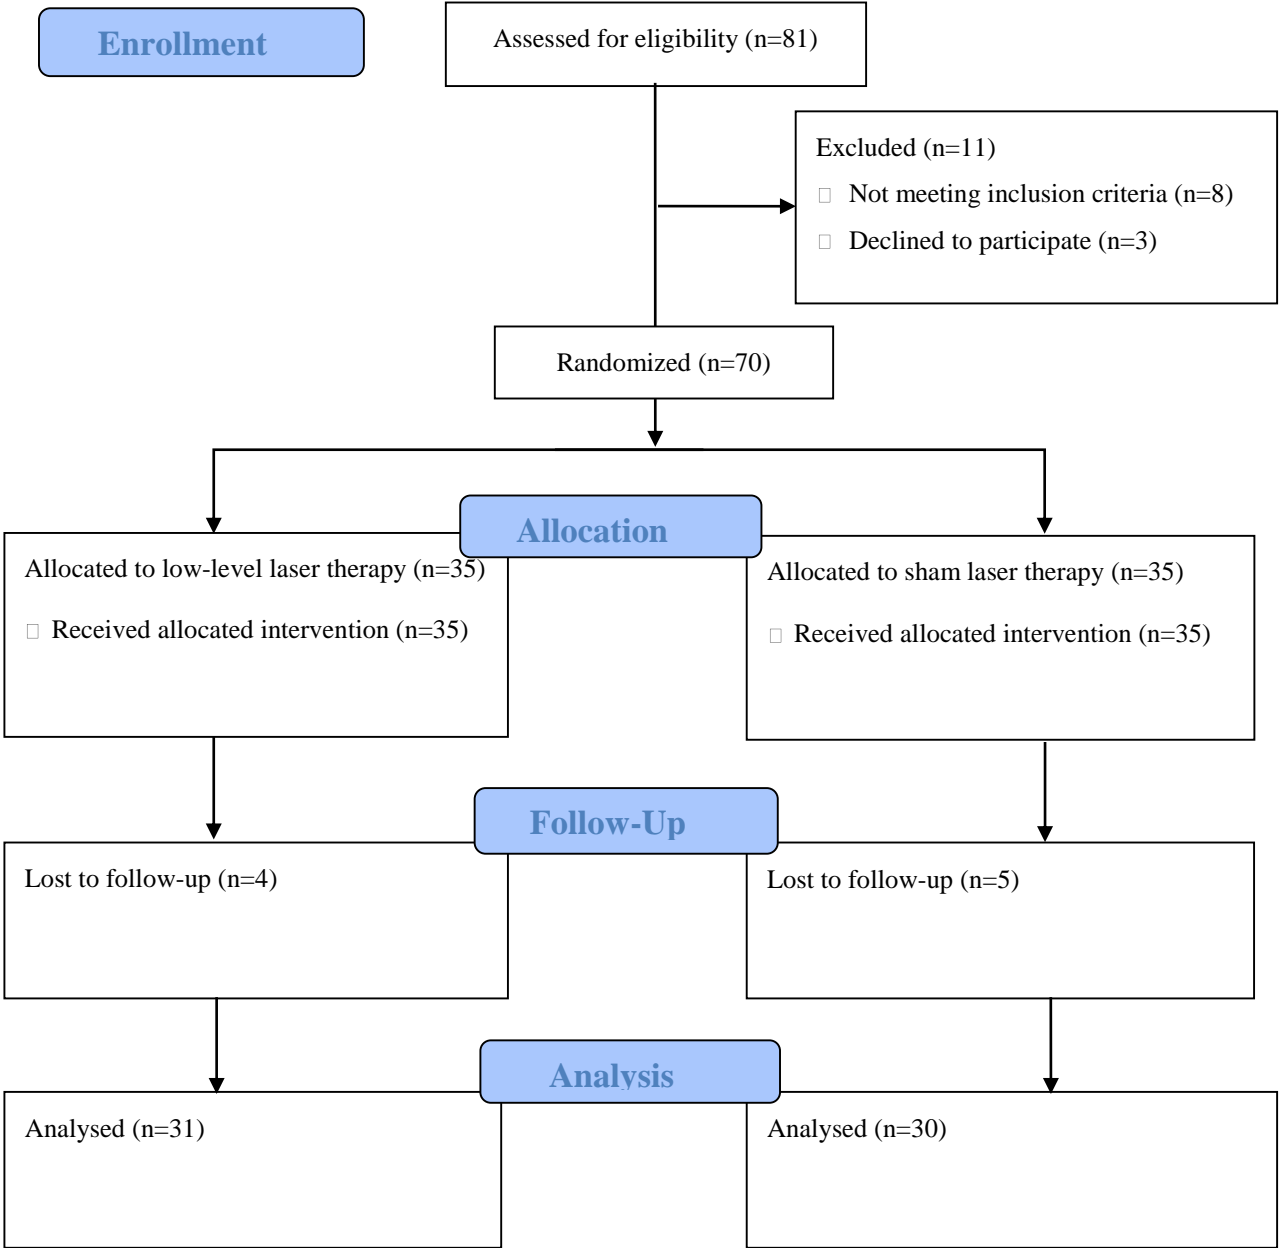 Enrollment
Assessed for eligibility (n=81)
Excluded (n=11)
Not meeting inclusion criteria (n=8)
Declined to participate (n=3)
Randomized (n=70)
Allocation
Allocated to low-level laser therapy (n=35)
Received allocated intervention (n=35)
Allocated to sham laser therapy (n=35)
Received allocated intervention (n=35)
Follow-Up
Lost to follow-up (n=4)
Lost to follow-up (n=5)
Analysis
Analysed (n=31)
Analysed (n=30)